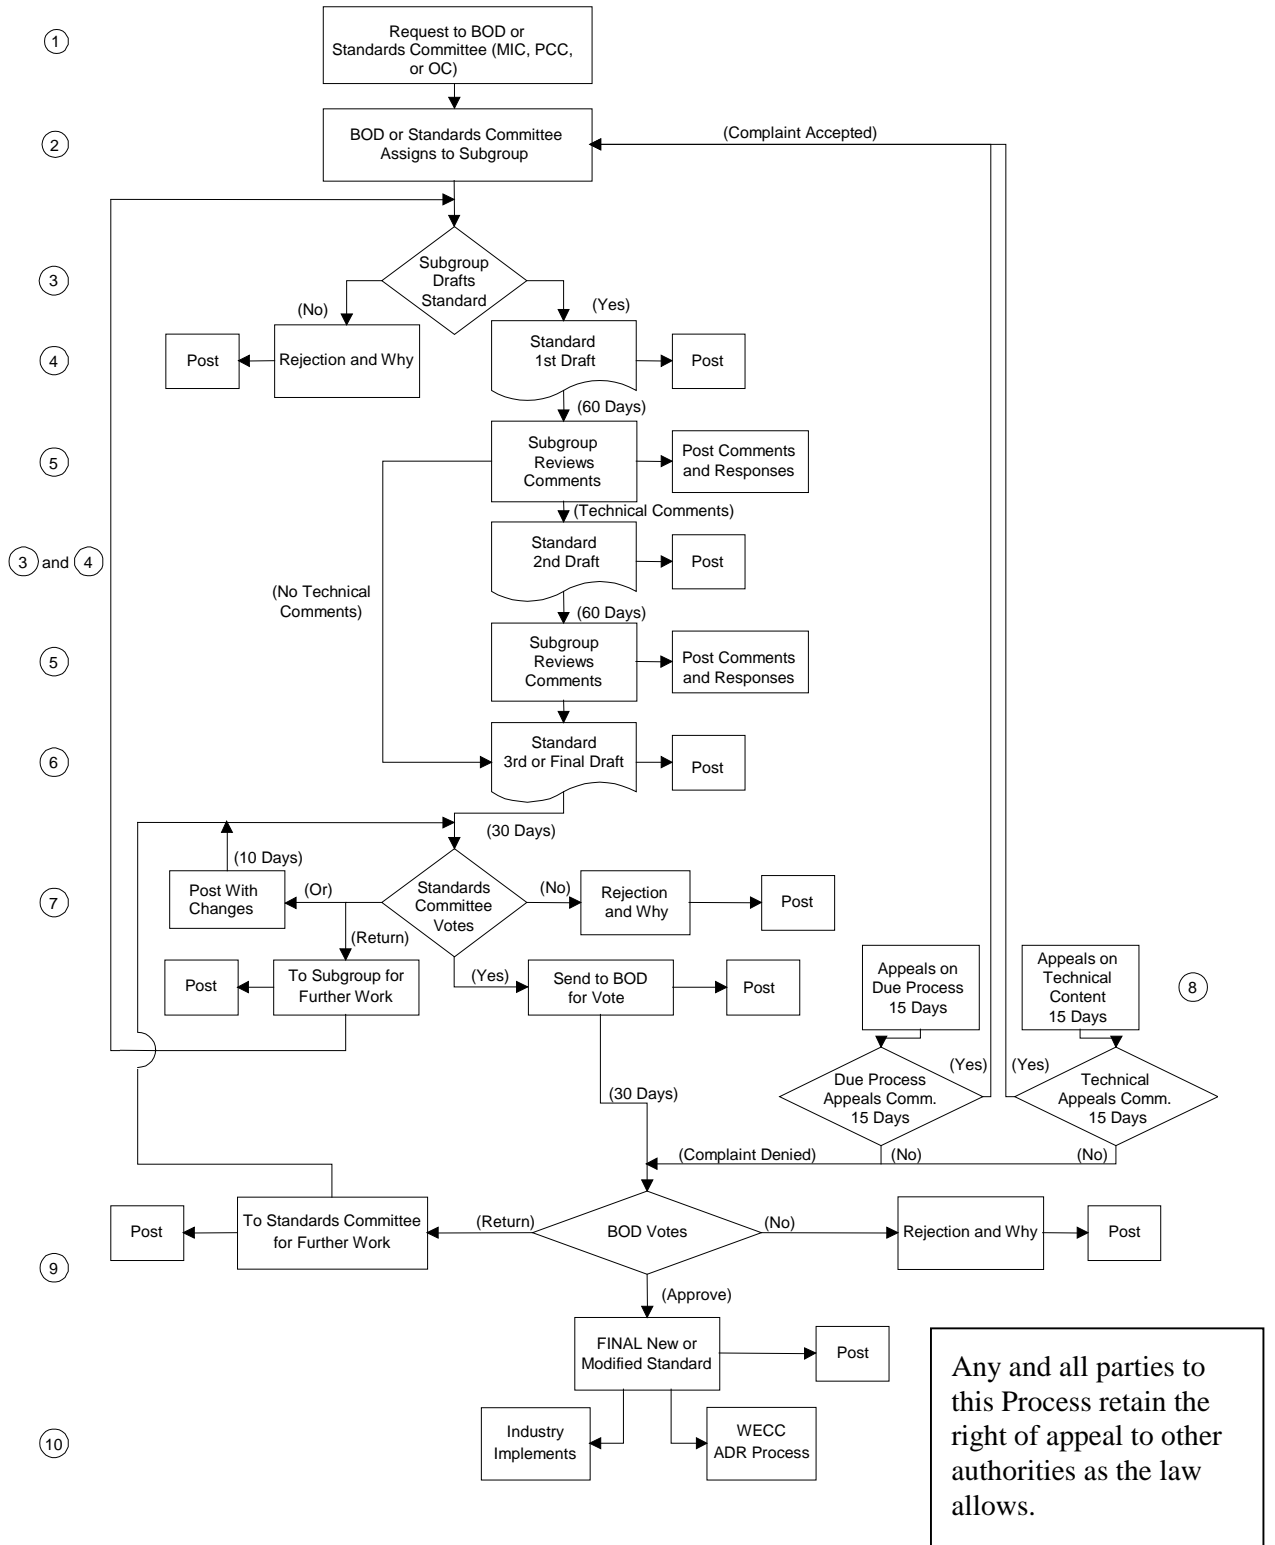 1
Request to BOD or
Standards Committee (MIC, PCC,
or OC)
2
BOD or Standards Committee
Assigns to Subgroup
(Complaint Accepted)
3
Subgroup
Drafts
Standard
(No)
(Yes)
4
Post
Rejection and Why
Standard
1st Draft
Post
(60 Days)
5
Subgroup
Reviews
Comments
Post Comments
and Responses
(Technical Comments)
3 and 4
Standard
2nd Draft
Post
(No Technical
Comments)
(60 Days)
5
Subgroup
Reviews
Comments
Post Comments
and Responses
6
Standard
3rd or Final Draft
Post
(30 Days)
(10 Days)
7
Post With
Changes
(Or)
Standards
Committee
Votes
(No)
Rejection
and Why
Post
(Return)
Post
To Subgroup for
Further Work
(Yes)
Send to BOD
for Vote
Post
Appeals on
Due Process
15 Days
Appeals on
Technical
Content
15 Days
8
(Yes)
(Yes)
Due Process
Appeals Comm.
15 Days
Technical
Appeals Comm.
15 Days
(30 Days)
(Complaint Denied)
(No)
(No)
Post
To Standards Committee
for Further Work
(Return)
BOD Votes
(No)
Rejection and Why
Post
9
(Approve)
FINAL New or
Modified Standard
Post
10
Industry
Implements
WECC
ADR Process
Any and all parties to
this Process retain the
right of appeal to other
authorities as the law
allows.